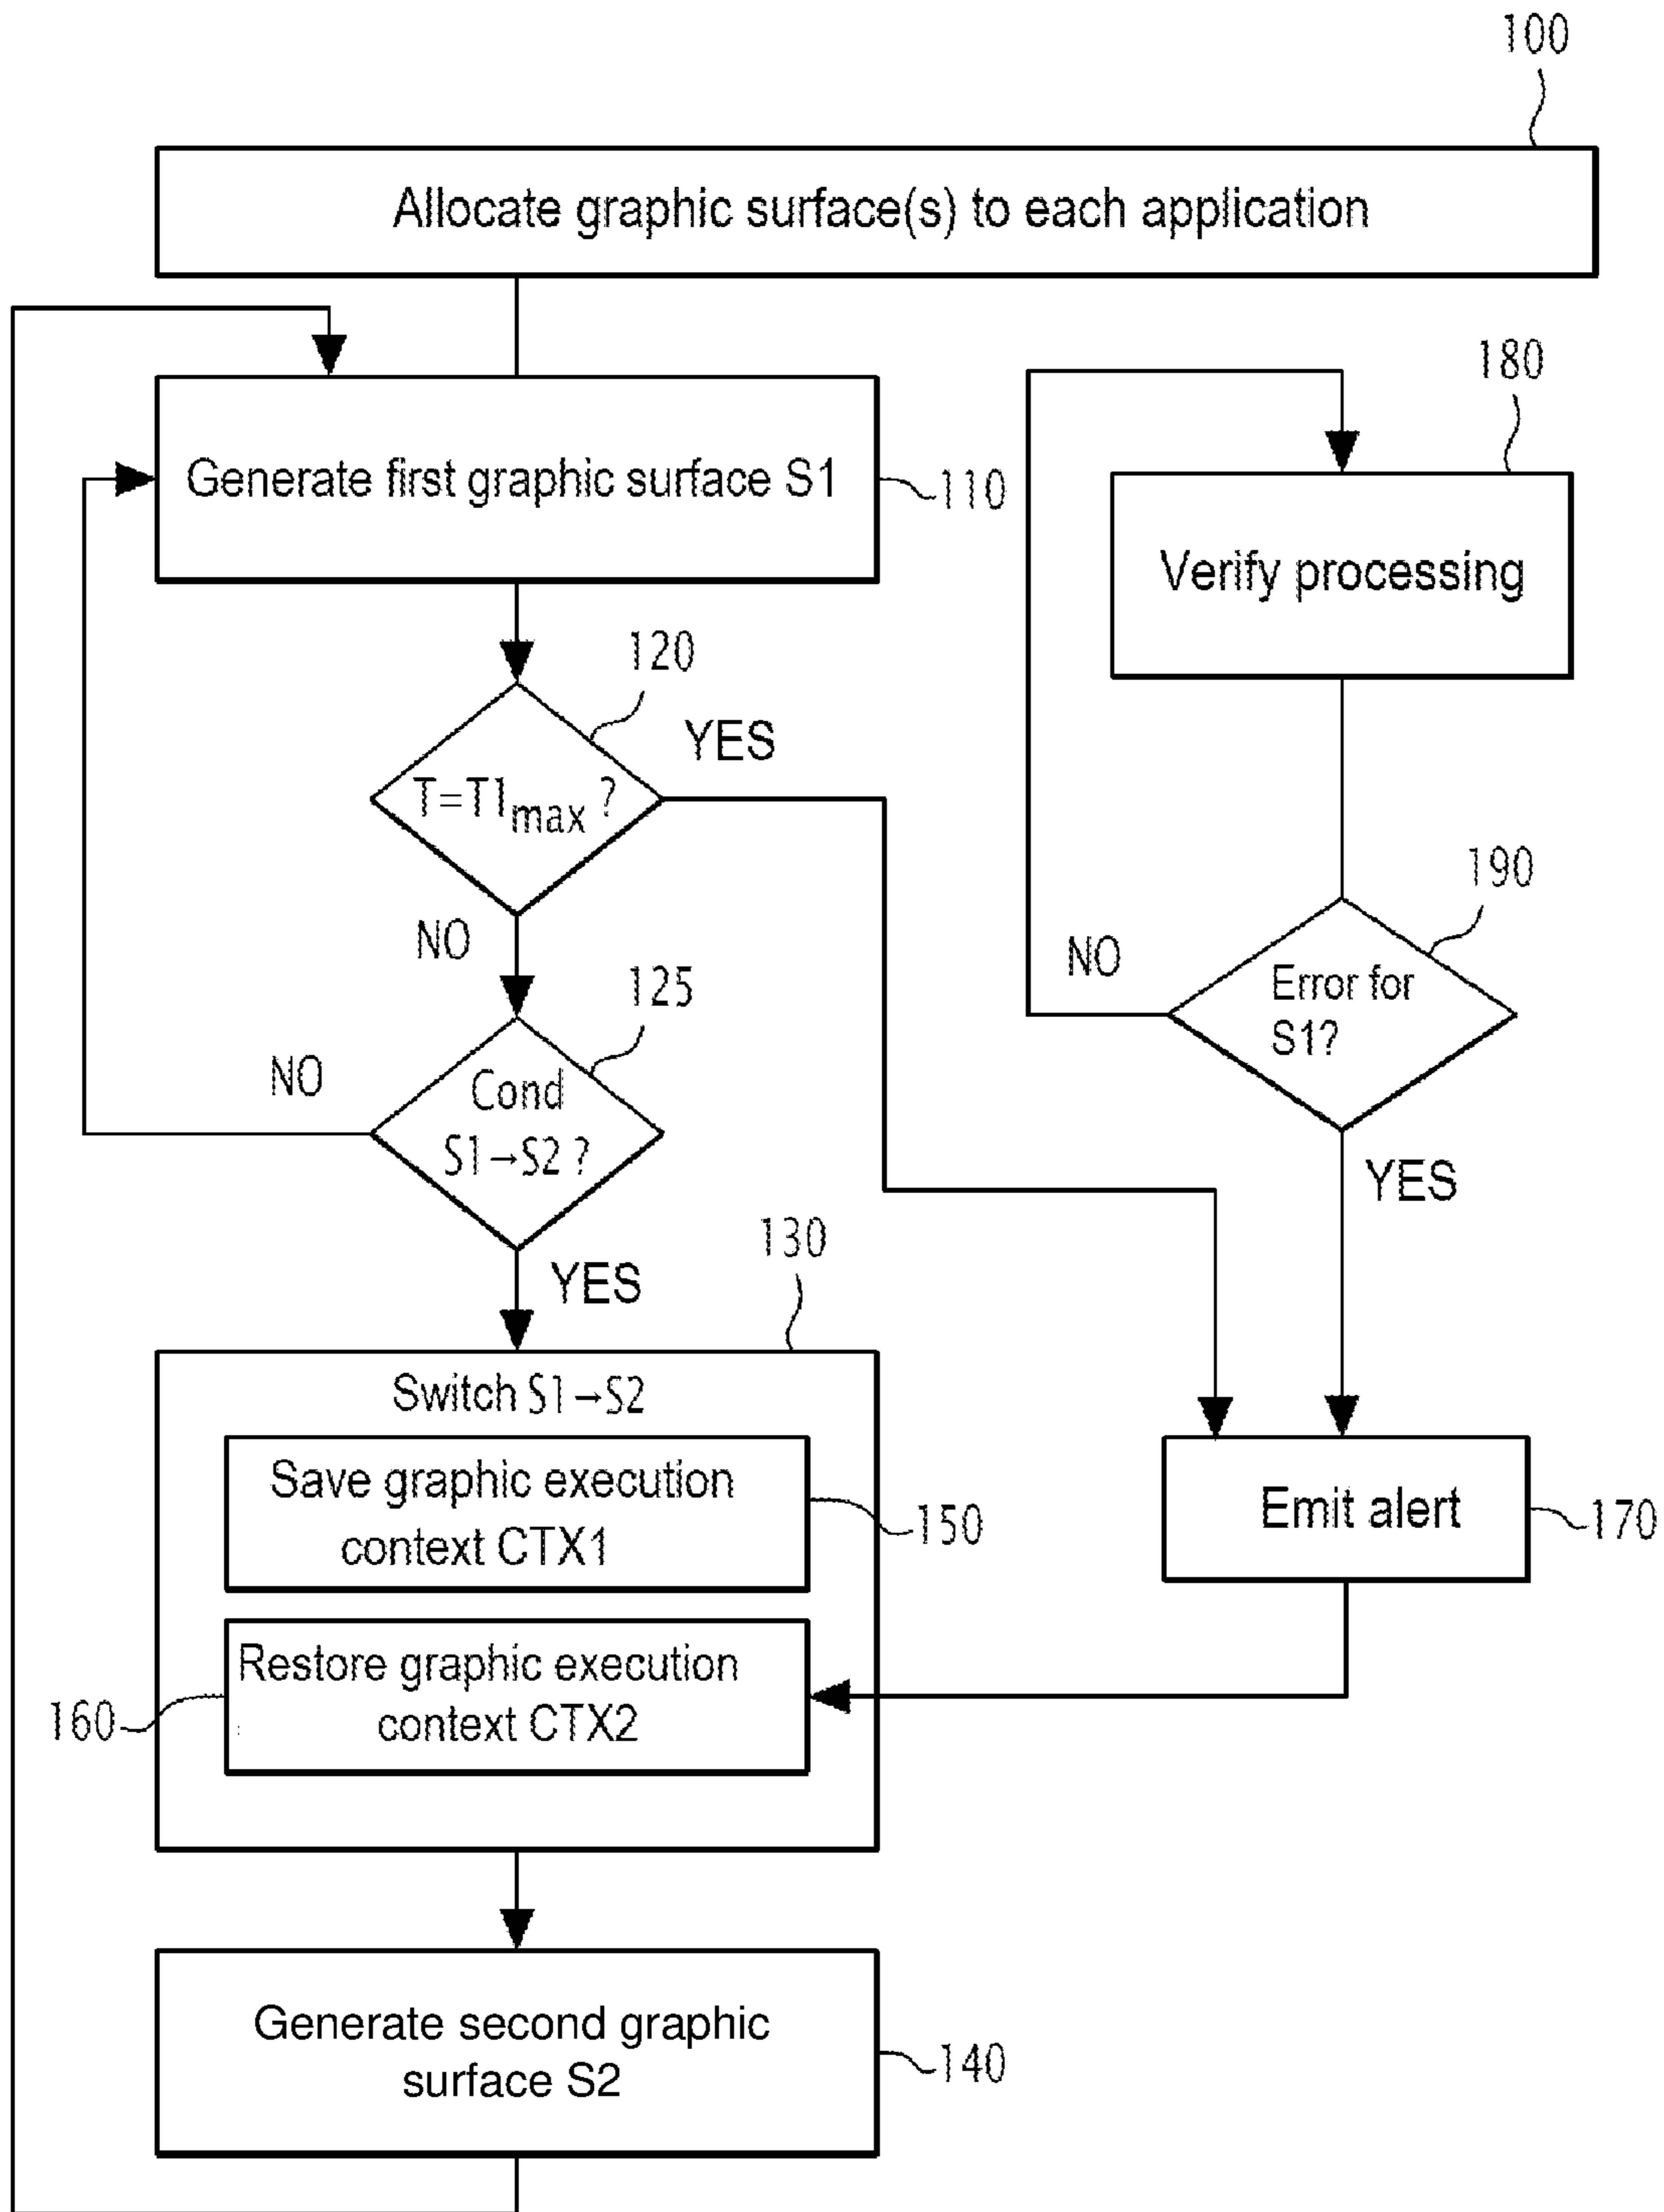 100
Allocate graphic surface(s) to each application
180
Generate first graphic surface S1
110
Verify processing
120
YES
T=T1max ?
190
NO
NO
Error for
S1?
125
NO
Cond
S1→S2 ?
YES
130
YES
Switch S1→S2
Save graphic execution
context CTX1
150
Emit alert
170
Restore graphic execution
context CTX2
160
Generate second graphic
surface S2
140